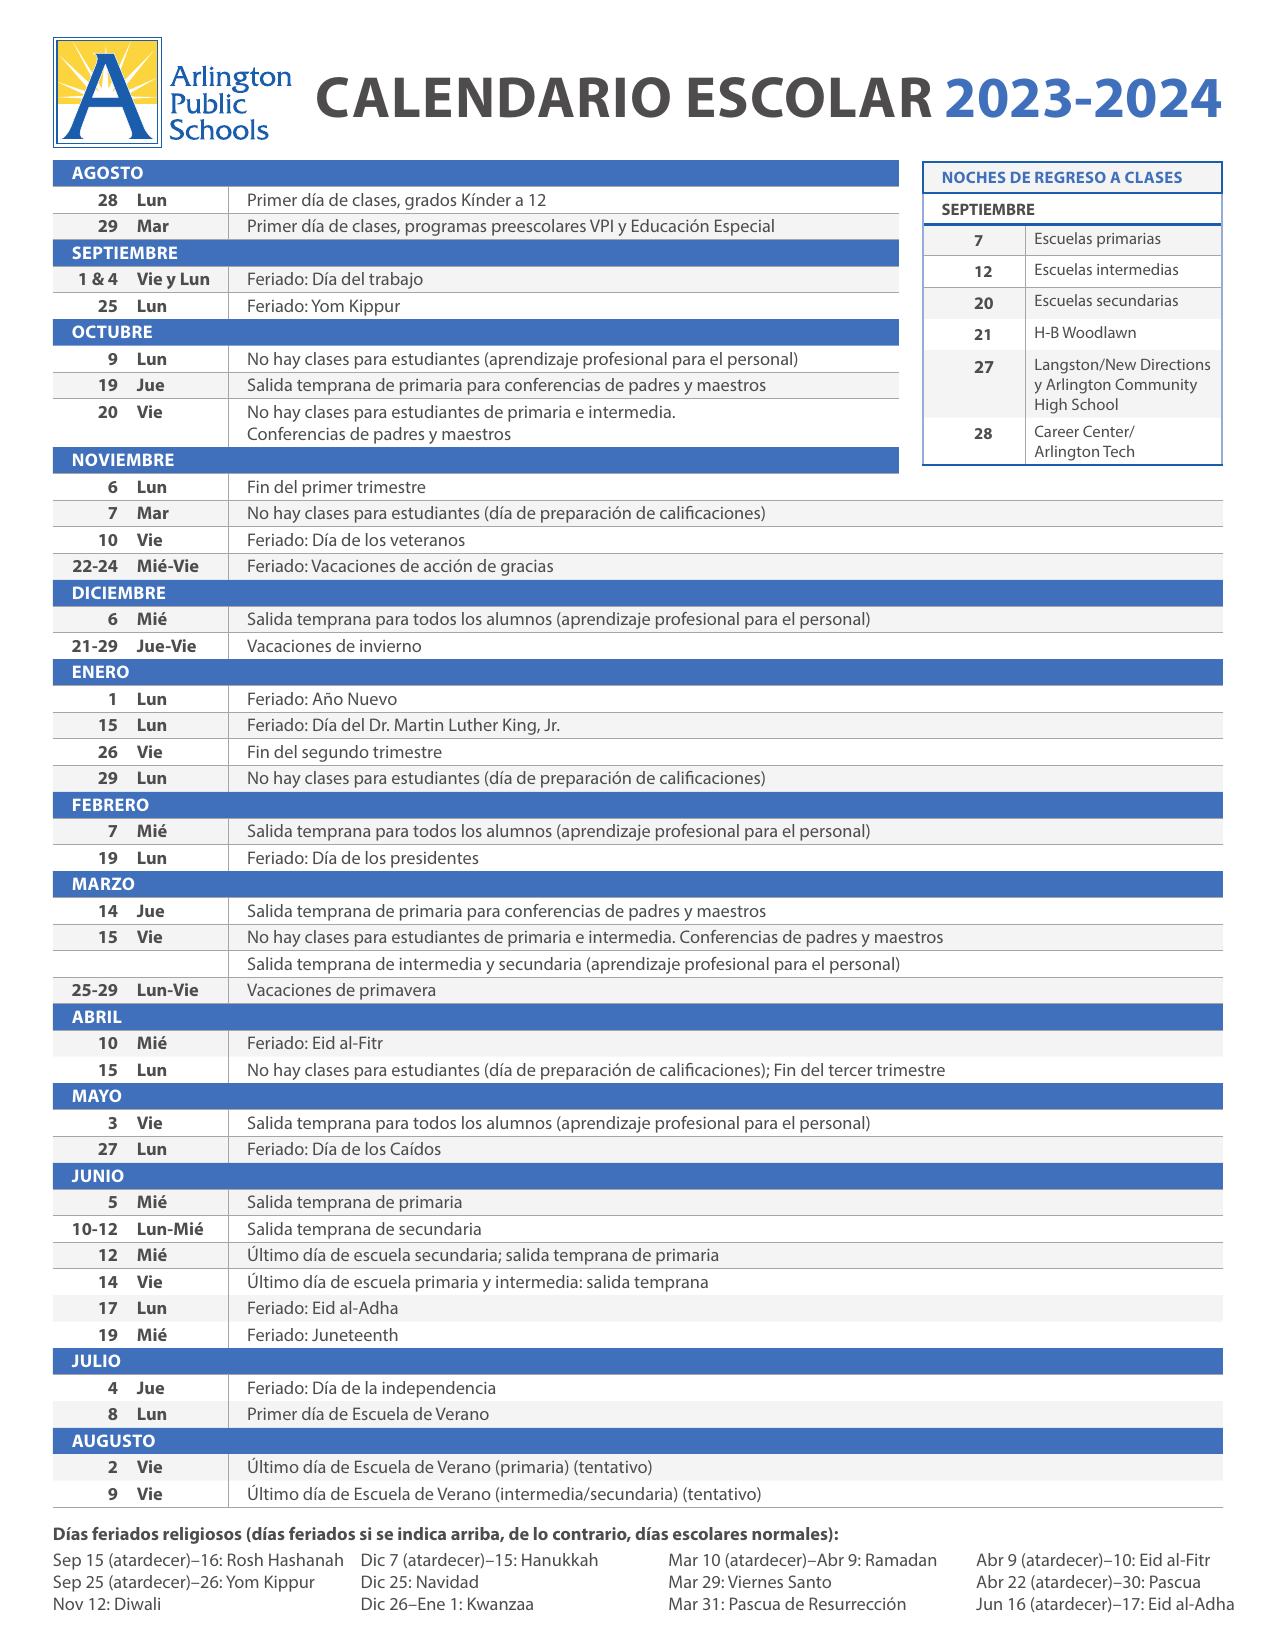 Arlington
Public
Schools
CALENDARIO ESCOLAR 2023-2024
AGOSTO
28 Lun Primer día de clases, grados Kínder a 12
29 Mar Primer día de clases, programas preescolares VPI y Educación Especial
SEPTIEMBRE
1 & 4 Vie y Lun Feriado: Día del trabajo
25 Lun Feriado: Yom Kippur
OCTUBRE
9 Lun No hay clases para estudiantes (aprendizaje profesional para el personal)
19 Jue Salida temprana de primaria para conferencias de padres y maestros
20 Vie No hay clases para estudiantes de primaria e intermedia.
Conferencias de padres y maestros
NOCHES DE REGRESO A CLASES
SEPTIEMBRE
7 Escuelas primarias
12 Escuelas intermedias
20 Escuelas secundarias
21 H-B Woodlawn
27 Langston/New Directions
y Arlington Community
High School
28 Career Center/
Arlington Tech
NOVIEMBRE
6 Lun Fin del primer trimestre
7 Mar No hay clases para estudiantes (día de preparación de calificaciones)
10 Vie Feriado: Día de los veteranos
22-24 Mié-Vie Feriado: Vacaciones de acción de gracias
DICIEMBRE
6 Mié Salida temprana para todos los alumnos (aprendizaje profesional para el personal)
21-29 Jue-Vie Vacaciones de invierno
ENERO
1 Lun Feriado: Año Nuevo
15 Lun Feriado: Día del Dr. Martin Luther King, Jr.
26 Vie Fin del segundo trimestre
29 Lun No hay clases para estudiantes (día de preparación de calificaciones)
FEBRERO
7 Mié Salida temprana para todos los alumnos (aprendizaje profesional para el personal)
19 Lun Feriado: Día de los presidentes
MARZO
14 Jue Salida temprana de primaria para conferencias de padres y maestros
15 Vie No hay clases para estudiantes de primaria e intermedia. Conferencias de padres y maestros
Salida temprana de intermedia y secundaria (aprendizaje profesional para el personal)
25-29 Lun-Vie Vacaciones de primavera
ABRIL
10 Mié Feriado: Eid al-Fitr
15 Lun No hay clases para estudiantes (día de preparación de calificaciones); Fin del tercer trimestre
MAYO
3 Vie Salida temprana para todos los alumnos (aprendizaje profesional para el personal)
27 Lun Feriado: Día de los Caídos
JUNIO
5 Mié Salida temprana de primaria
10-12 Lun-Mié Salida temprana de secundaria
12 Mié Último día de escuela secundaria; salida temprana de primaria
14 Vie Último día de escuela primaria y intermedia: salida temprana
17 Lun Feriado: Eid al-Adha
19 Mié Feriado: Juneteenth
JULIO
4 Jue Feriado: Día de la independencia
8 Lun Primer día de Escuela de Verano
AUGUSTO
2 Vie Último día de Escuela de Verano (primaria) (tentativo)
9 Vie Último día de Escuela de Verano (intermedia/secundaria) (tentativo)
Días feriados religiosos (días feriados si se indica arriba, de lo contrario, días escolares normales):
Sep 15 (atardecer)–16: Rosh Hashanah
Sep 25 (atardecer)–26: Yom Kippur
Nov 12: Diwali
Dic 7 (atardecer)–15: Hanukkah
Dic 25: Navidad
Dic 26–Ene 1: Kwanzaa
Mar 10 (atardecer)–Abr 9: Ramadan
Mar 29: Viernes Santo
Mar 31: Pascua de Resurrección
Abr 9 (atardecer)–10: Eid al-Fitr
Abr 22 (atardecer)–30: Pascua
Jun 16 (atardecer)–17: Eid al-Adha